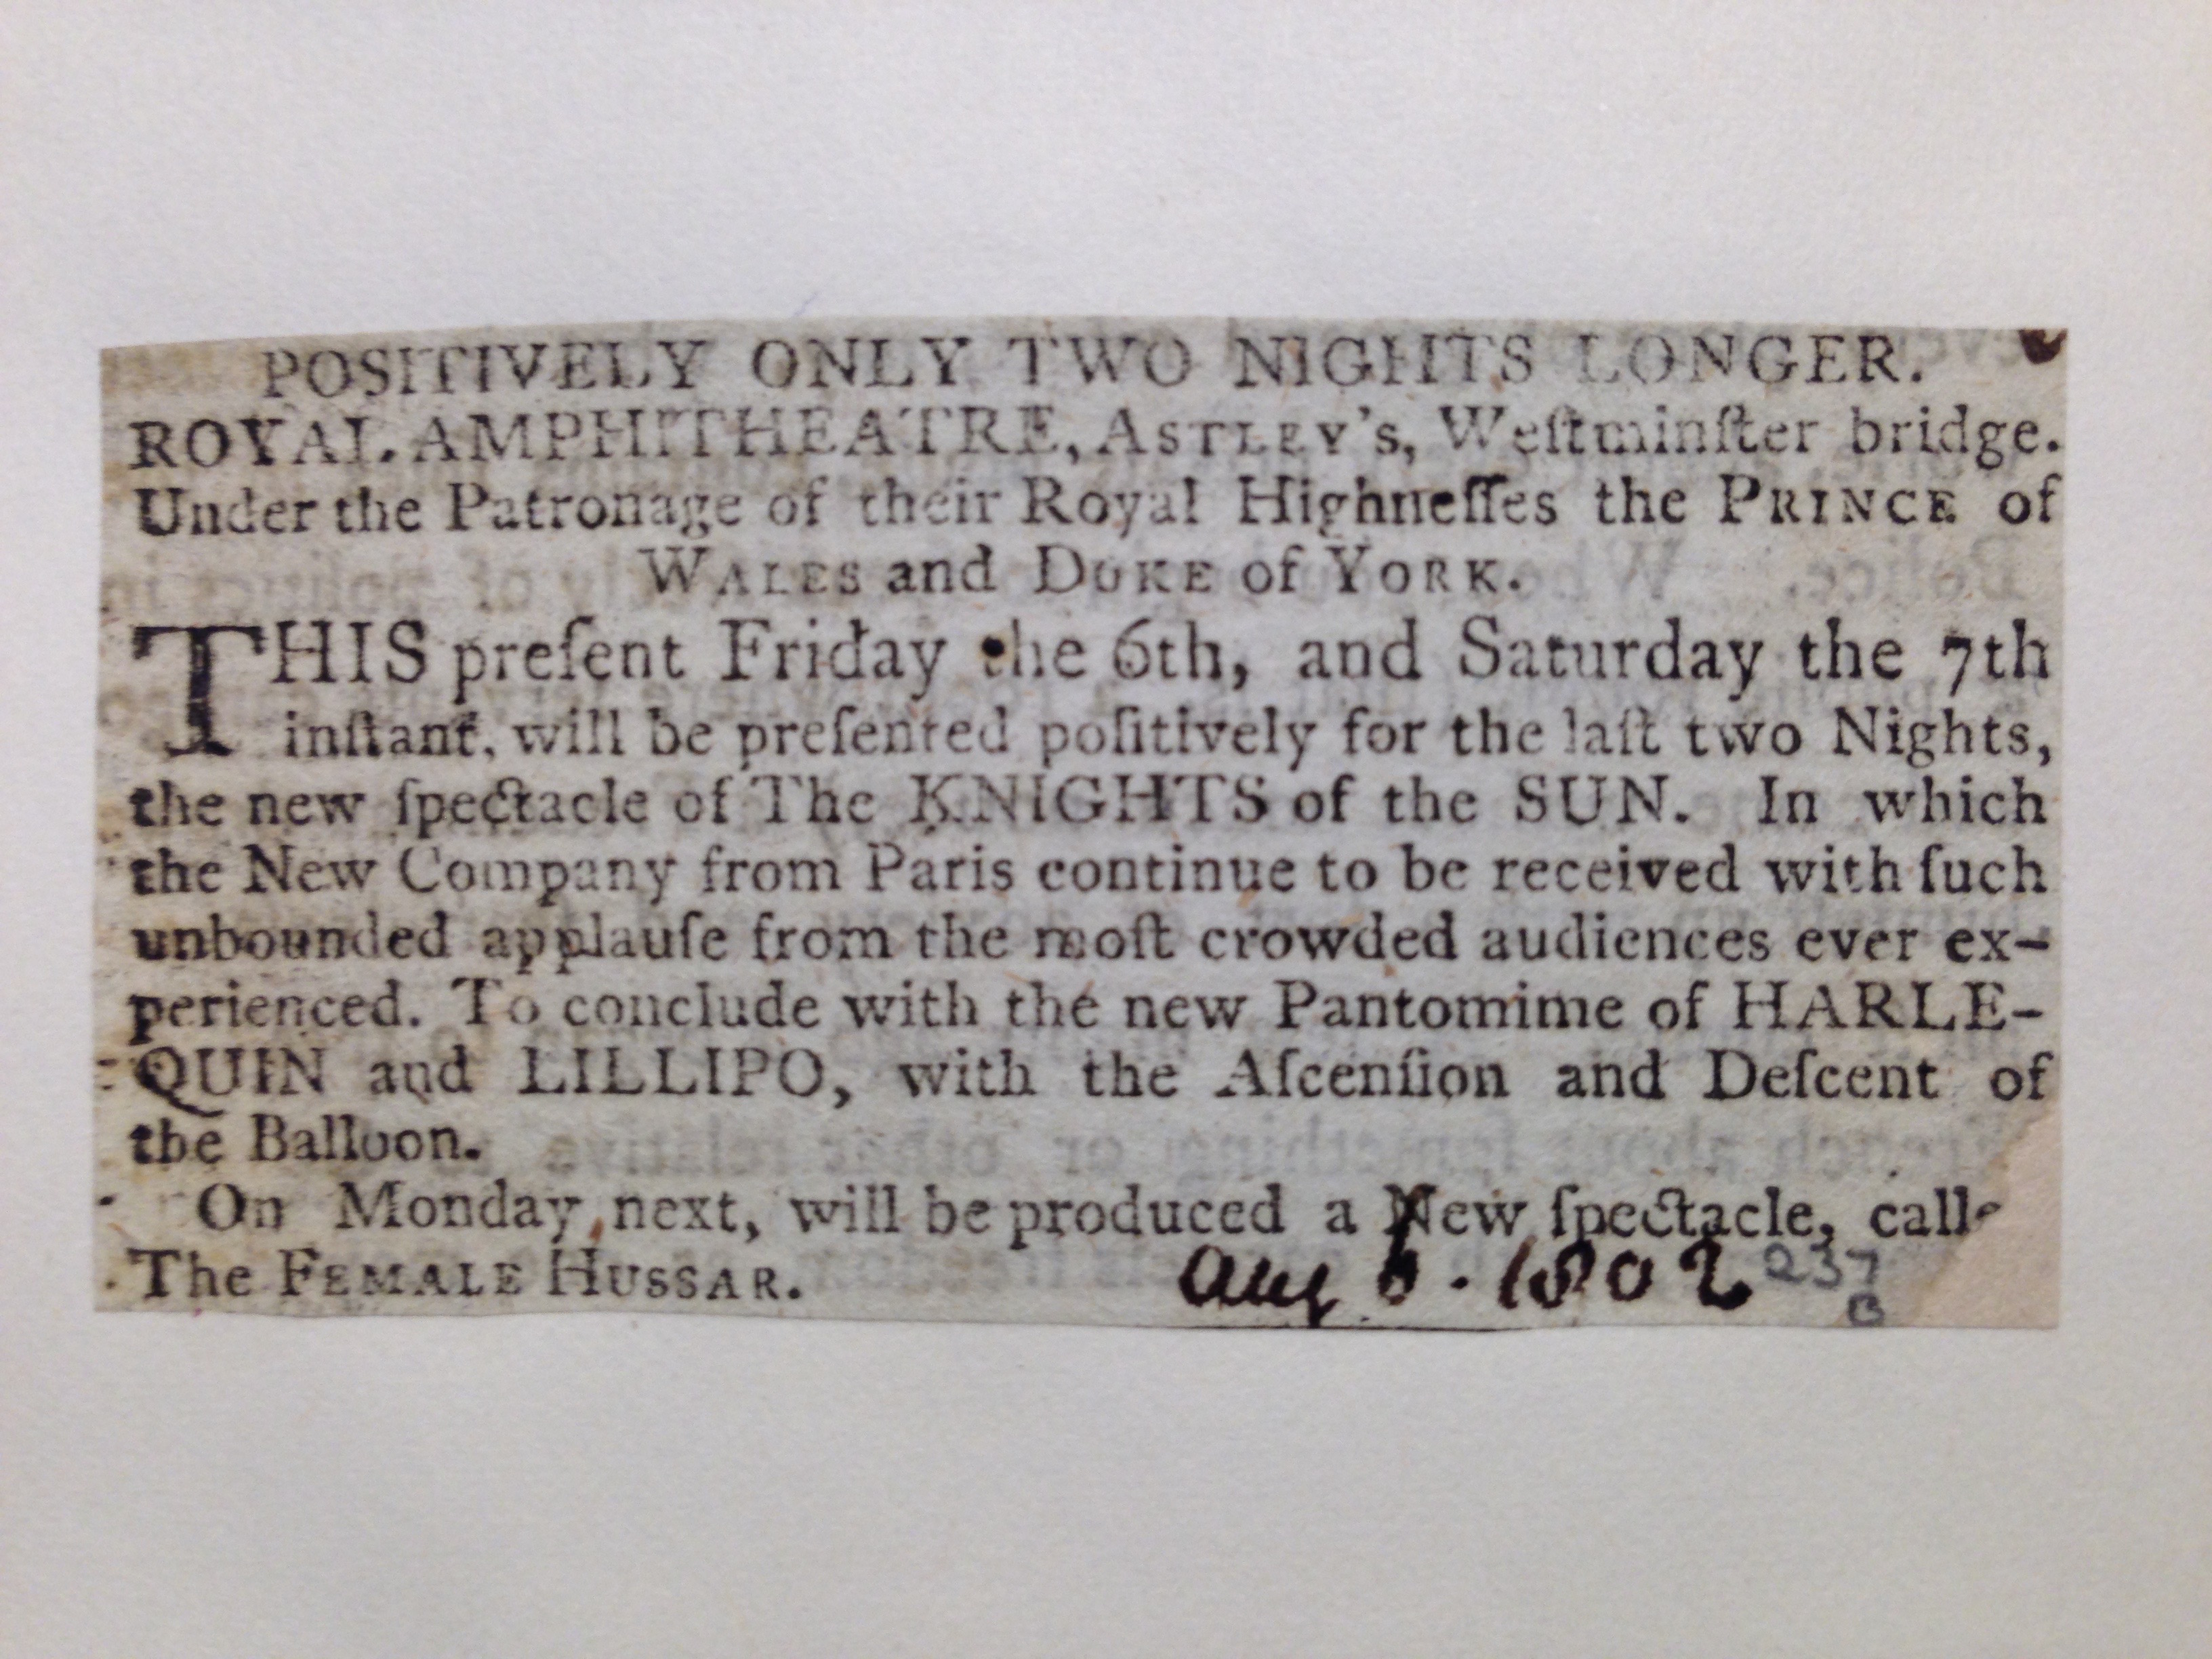 POSITIVELY ONLY TWO NIGHTS LONGER.
ROYAL AMPHITHEATRE, ASTLEY's, Weſtminſter bridge.
Under the Patronage of their Royal Highneſſes the PRINCE of
WALES and DUKE of YORK.
THIS preſent Friday the 6th, and Saturday the 7th
inſtant, will be preſented poſitively for the laſt two Nights,
the new ſpectacle of The KNIGHTS of the SUN. In which
the New Company from Paris continue to be received with ſuch
unbounded applauſe from the moſt crowded audiences ever ex-
perienced. To conclude with the new Pantomime of HARLE-
QUIN and LILLIPO, with the Aſcenſion and Deſcent of
the Balloon.
On Monday next, will be produced a New ſpectacle, calle
The FEMALE HUSSAR.
Aug 6. 1802
237
B